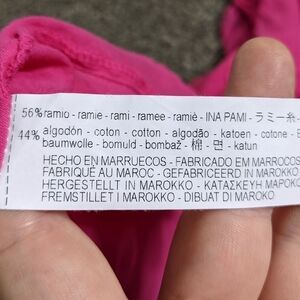 56% ramio - ramie - rami - ramee - ramiè - INA PAMI - ラミー糸 -
44% algodón - coton - cotton - algodão - katoen - cotone -
baumwolle - bomuld - bombaž - 棉 - 면 - katun
HECHO EN MARRUECOS - FABRICADO EM MARROCOS
FABRIQUÉ AU MAROC - GEFABRICEERD IN MAROKKO
HERGESTELLT IN MAROKKO - ΚΑΤΑΣΚΕΥΗ ΜΑΡΟΚΟ
FREMSTILLET I MAROKKO - DIBUAT DI MAROKO